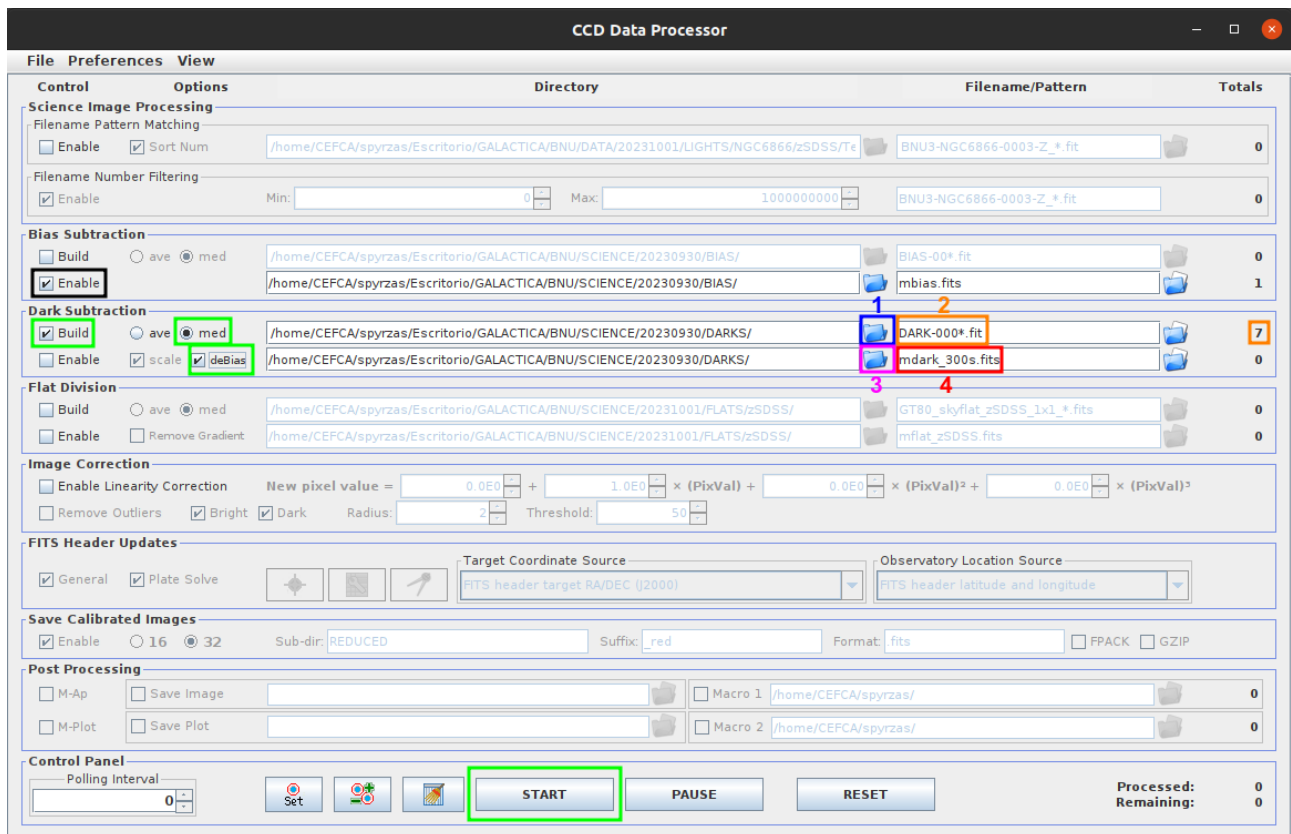 CCD Data Processor
File Preferences View
Control Options Directory Filename/Pattern Totals
Science Image Processing
Filename Pattern Matching
Enable Sort Num /home/CEFCA/spyrzas/Escritorio/GALACTICA/BNU/DATA/20231001/LIGHTS/NGC6866/zSDSS/Te BNU3-NGC6866-0003-Z_*.fit 0
Filename Number Filtering
Enable Min: 0 Max: 1000000000 BNU3-NGC6866-0003-Z_*.fit 0
Bias Subtraction
Build ave med /home/CEFCA/spyrzas/Escritorio/GALACTICA/BNU/SCIENCE/20230930/BIAS/ BIAS-00*.fit 0
Enable /home/CEFCA/spyrzas/Escritorio/GALACTICA/BNU/SCIENCE/20230930/BIAS/ mbias.fits 1
1 2
Dark Subtraction
Build ave med /home/CEFCA/spyrzas/Escritorio/GALACTICA/BNU/SCIENCE/20230930/DARKS/ DARK-000*.fit 7
Enable scale deBias /home/CEFCA/spyrzas/Escritorio/GALACTICA/BNU/SCIENCE/20230930/DARKS/ mdark_300s.fits 0
3 4
Flat Division
Build ave med /home/CEFCA/spyrzas/Escritorio/GALACTICA/BNU/SCIENCE/20231001/FLATS/zSDSS/ GT80_skyflat_zSDSS_1x1_*.fits 0
Enable Remove Gradient /home/CEFCA/spyrzas/Escritorio/GALACTICA/BNU/SCIENCE/20231001/FLATS/zSDSS/ mflat_zSDSS.fits 0
Image Correction
Enable Linearity Correction New pixel value = 0.0E0 + 1.0E0 × (PixVal) + 0.0E0 × (PixVal)² + 0.0E0 × (PixVal)³
Remove Outliers Bright Dark Radius: 2 Threshold: 50
FITS Header Updates
Target Coordinate Source Observatory Location Source
General Plate Solve FITS header target RA/DEC (J2000) FITS header latitude and longitude
Save Calibrated Images
Enable 16 32 Sub-dir: REDUCED Suffix: _red Format: .fits FPACK GZIP
Post Processing
M-Ap Save Image Macro 1 /home/CEFCA/spyrzas/ 0
M-Plot Save Plot Macro 2 /home/CEFCA/spyrzas/ 0
Control Panel
Polling Interval
0 Set START PAUSE RESET
Processed: 0
Remaining: 0